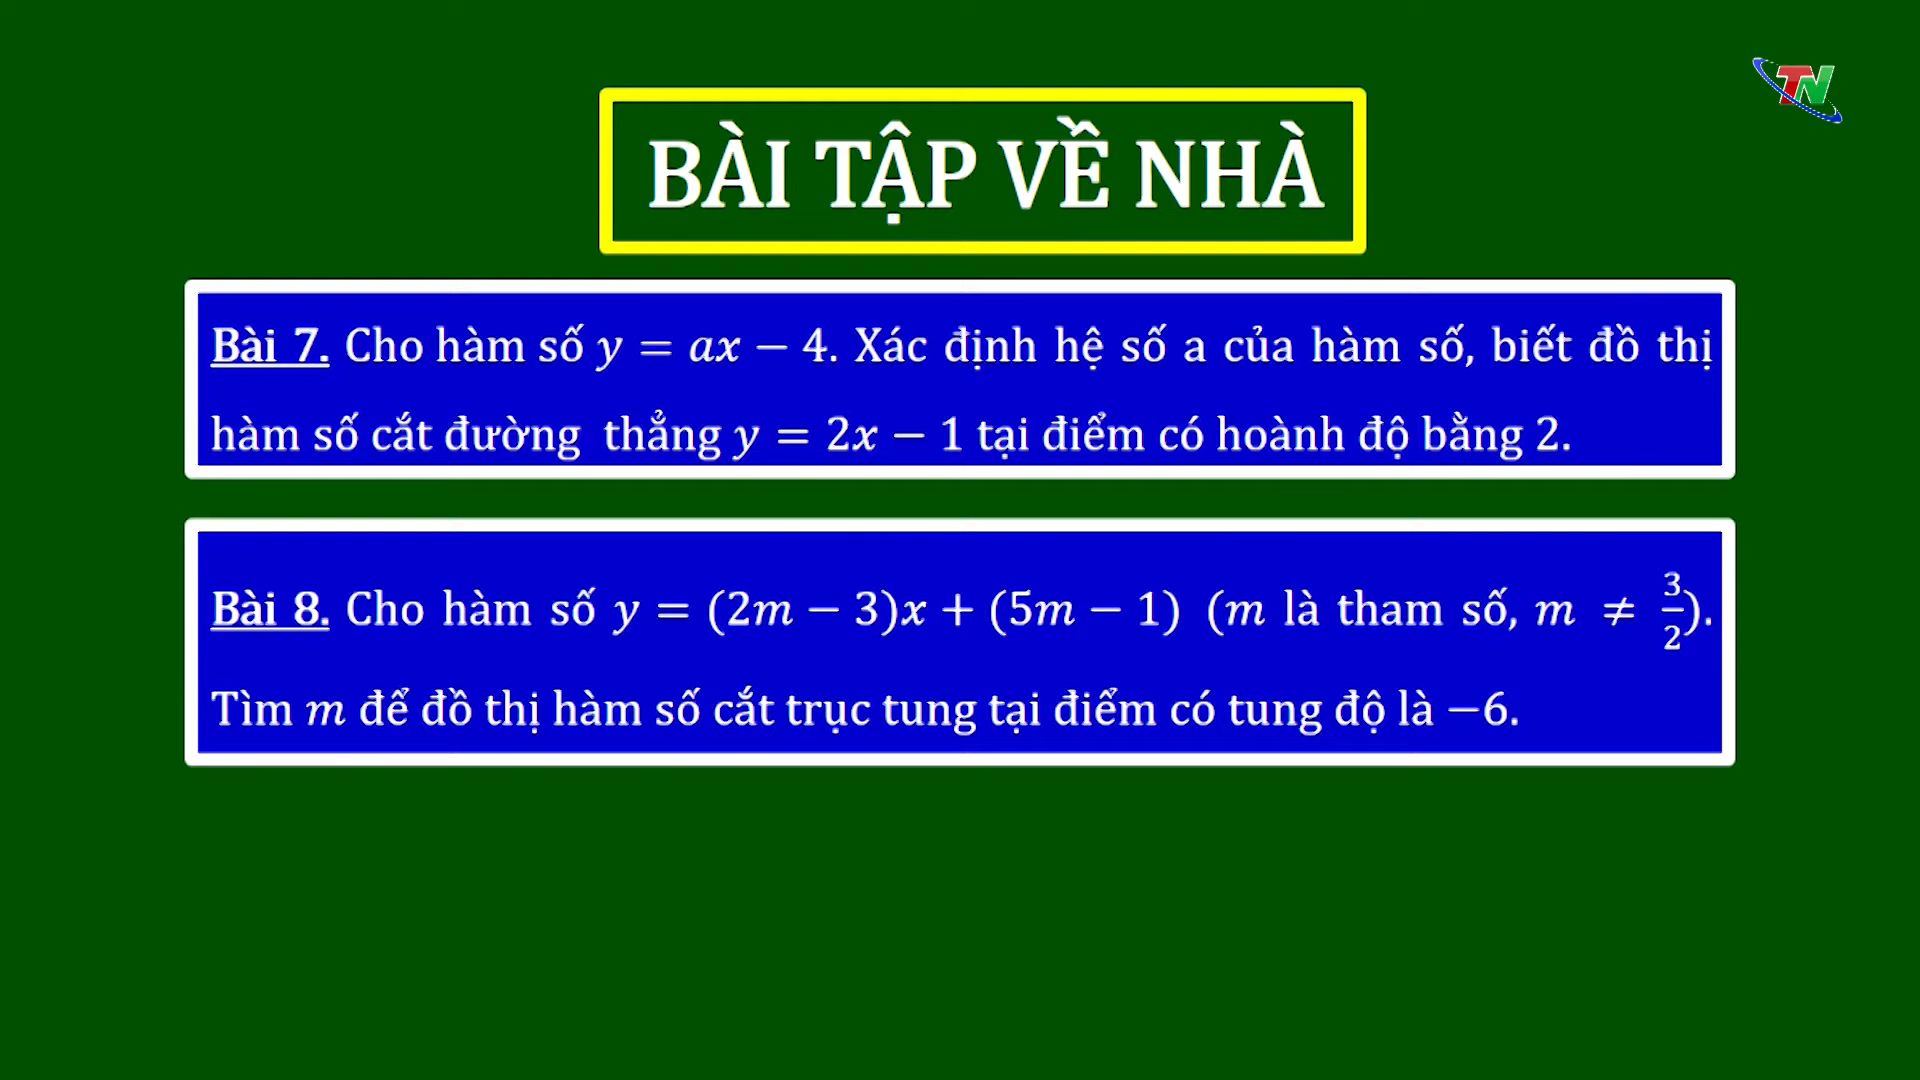 TN
BÀI TẬP VỀ NHÀ
Bài 7. Cho hàm số y = ax − 4. Xác định hệ số a của hàm số, biết đồ thị
hàm số cắt đường thẳng y = 2x − 1 tại điểm có hoành độ bằng 2.
Bài 8. Cho hàm số y = (2m − 3)x + (5m − 1) (m là tham số, m ≠ 3/2).
Tìm m để đồ thị hàm số cắt trục tung tại điểm có tung độ là −6.